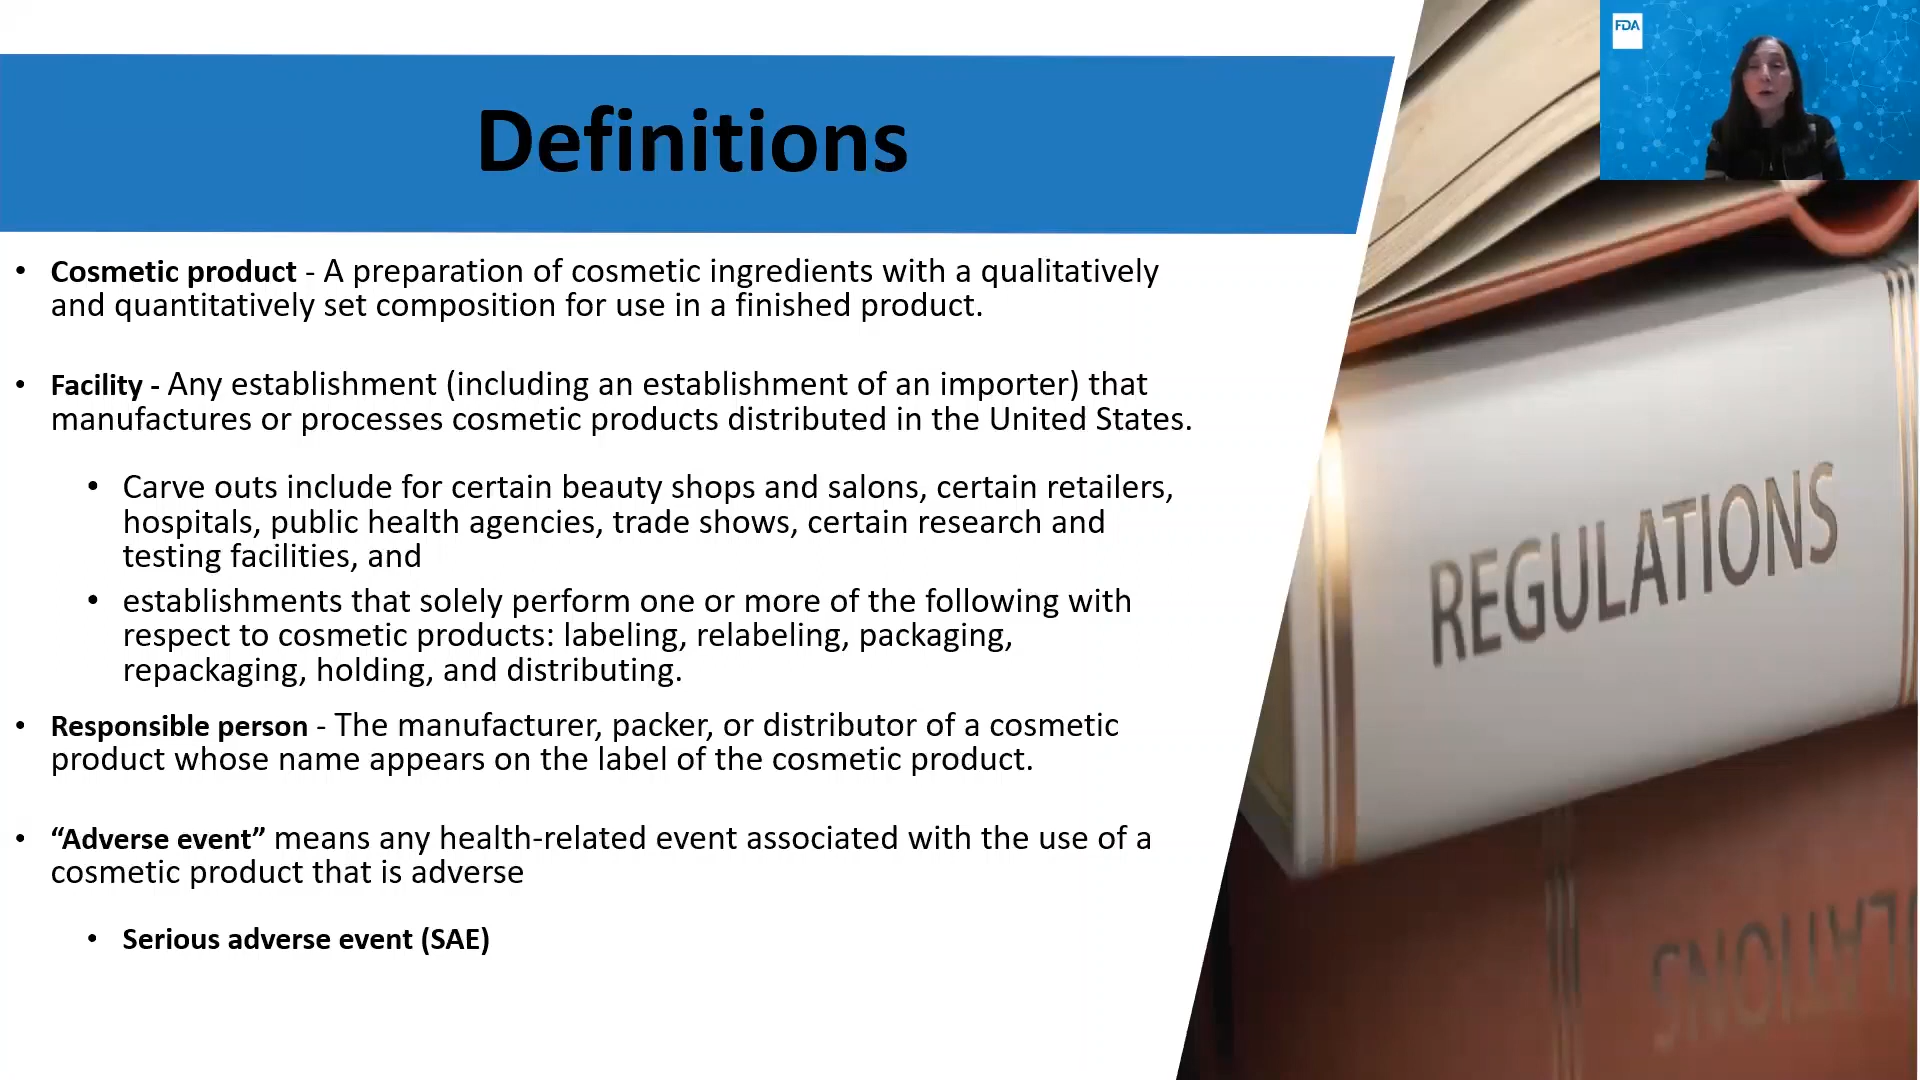 FDA
Definitions
• Cosmetic product - A preparation of cosmetic ingredients with a qualitatively
and quantitatively set composition for use in a finished product.
• Facility - Any establishment (including an establishment of an importer) that
manufactures or processes cosmetic products distributed in the United States.
• Carve outs include for certain beauty shops and salons, certain retailers,
hospitals, public health agencies, trade shows, certain research and
testing facilities, and
• establishments that solely perform one or more of the following with
respect to cosmetic products: labeling, relabeling, packaging,
repackaging, holding, and distributing.
• Responsible person - The manufacturer, packer, or distributor of a cosmetic
product whose name appears on the label of the cosmetic product.
• “Adverse event” means any health-related event associated with the use of a
cosmetic product that is adverse
• Serious adverse event (SAE)
REGULATIONS